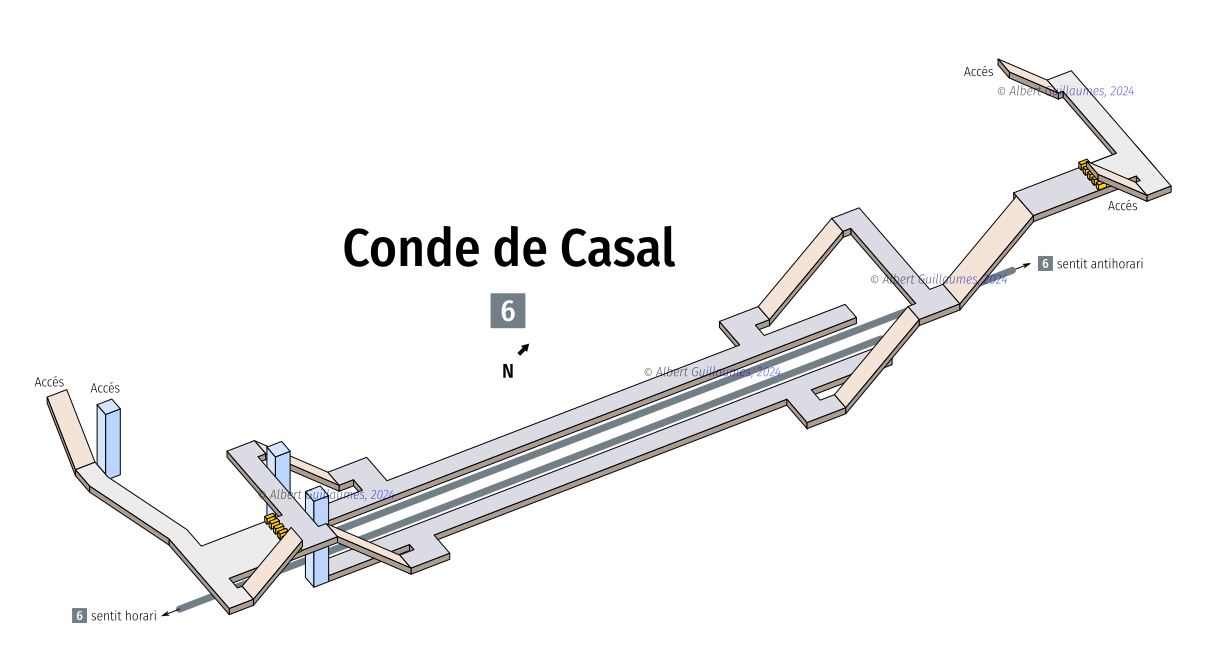 Accés
© Albert Guillaumes, 2024
Accés
Conde de Casal
6
6 sentit antihorari
© Albert Guillaumes, 2024
N
© Albert Guillaumes, 2024
Accés
Accés
© Albert Guillaumes, 2024
6 sentit horari